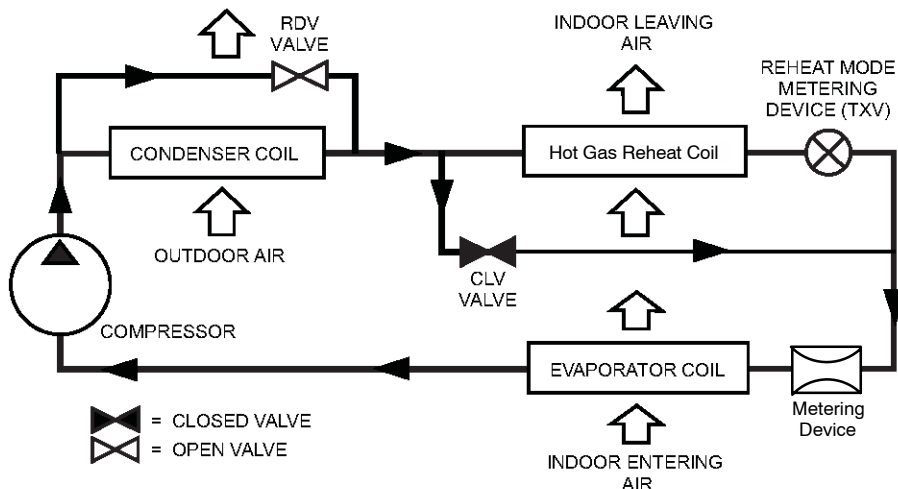 RDV
VALVE
INDOOR LEAVING
AIR
REHEAT MODE
METERING
DEVICE (TXV)
CONDENSER COIL
Hot Gas Reheat Coil
OUTDOOR AIR
CLV
VALVE
COMPRESSOR
EVAPORATOR COIL
Metering
Device
= CLOSED VALVE
= OPEN VALVE
INDOOR ENTERING
AIR